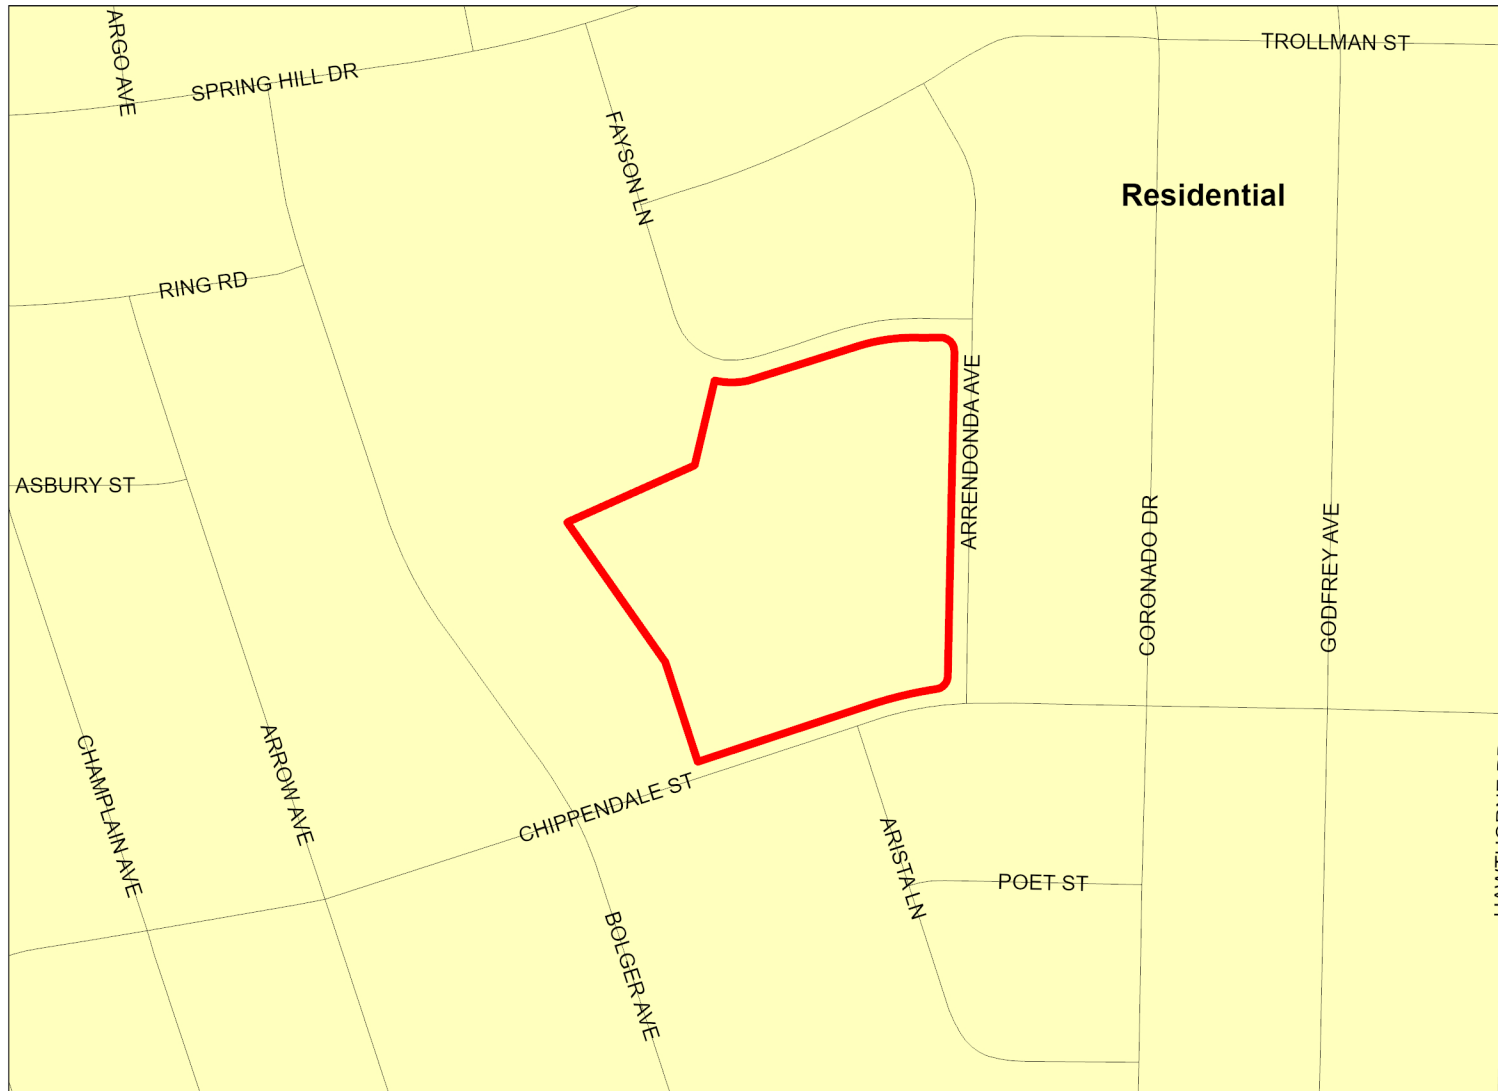 ARGO AVE
TROLLMAN ST
SPRING HILL DR
FAYSON LN
Residential
RING RD
ARRENDONDA AVE
ASBURY ST
CORONADO DR
GODFREY AVE
CHAMPLAIN AVE
ARROW AVE
CHIPPENDALE ST
ARISTA LN
POET ST
BOLGER AVE